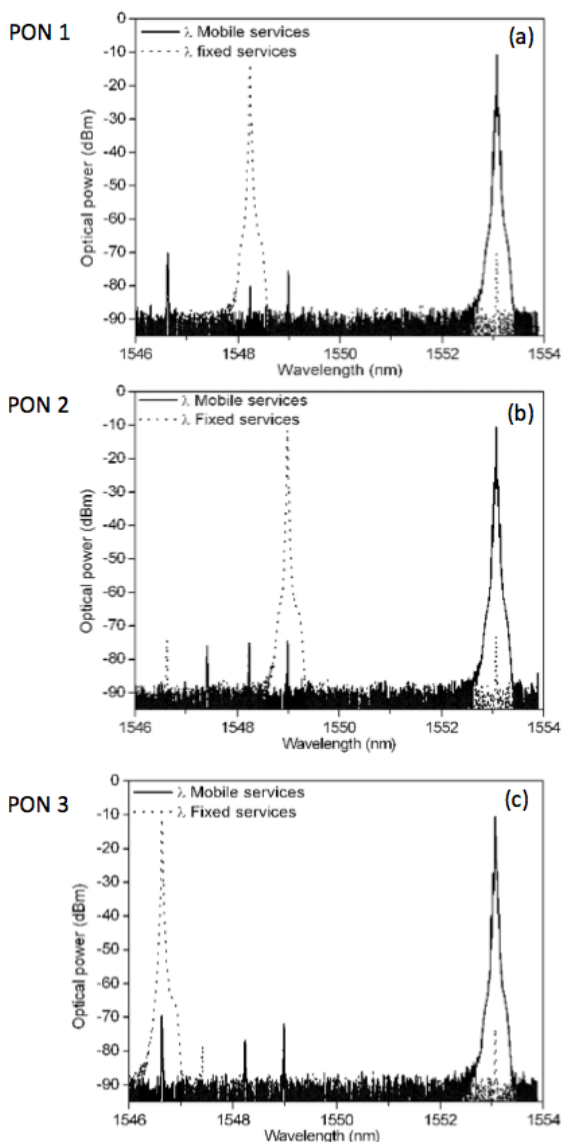 PON 1
(a)
λ Mobile services
λ fixed services
Optical power (dBm)
0
-10
-20
-30
-40
-50
-60
-70
-80
-90
1546 1548 1550 1552 1554
Wavelength (nm)
PON 2
(b)
λ Mobile services
λ Fixed services
Optical power (dBm)
0
-10
-20
-30
-40
-50
-60
-70
-80
-90
1546 1548 1550 1552 1554
Wavelength (nm)
PON 3
(c)
λ Mobile services
λ Fixed services
Optical power (dBm)
0
-10
-20
-30
-40
-50
-60
-70
-80
-90
1546 1548 1550 1552 1554
Wavelength (nm)